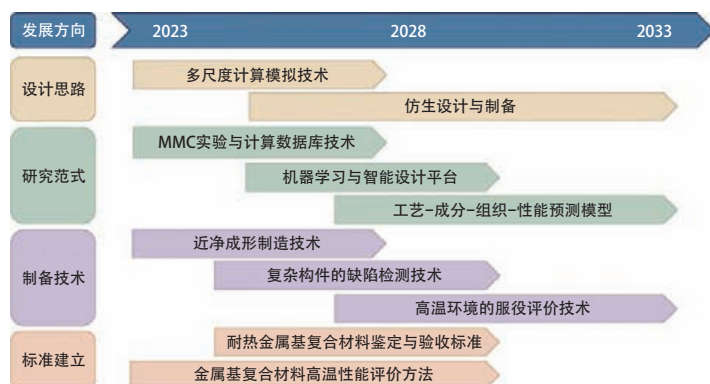 发展方向 2023 2028 2033
设计思路
多尺度计算模拟技术
仿生设计与制备
研究范式
MMC实验与计算数据库技术
机器学习与智能设计平台
工艺-成分-组织-性能预测模型
制备技术
近净成形制造技术
复杂构件的缺陷检测技术
高温环境的服役评价技术
标准建立
耐热金属基复合材料鉴定与验收标准
金属基复合材料高温性能评价方法